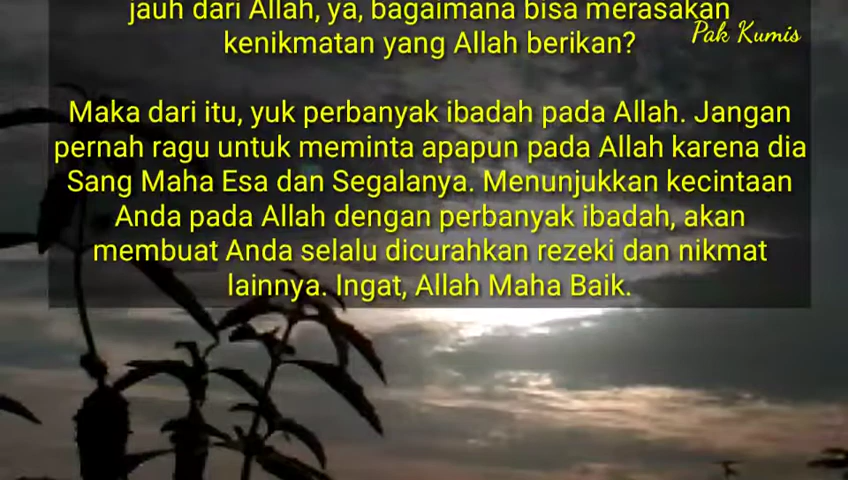 jauh dari Allah, ya, bagaimana bisa merasakan
kenikmatan yang Allah berikan?
Pak Kumis
Maka dari itu, yuk perbanyak ibadah pada Allah. Jangan
pernah ragu untuk meminta apapun pada Allah karena dia
Sang Maha Esa dan Segalanya. Menunjukkan kecintaan
Anda pada Allah dengan perbanyak ibadah, akan
membuat Anda selalu dicurahkan rezeki dan nikmat
lainnya. Ingat, Allah Maha Baik.